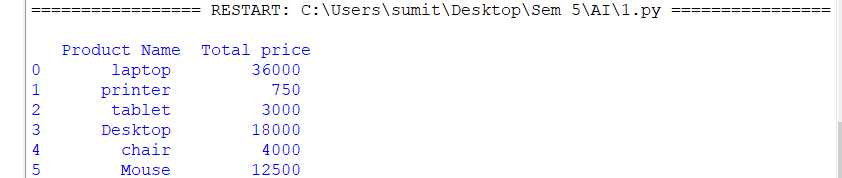 ================= RESTART: C:\Users\sumit\Desktop\Sem 5\AI\1.py ================
Product Name Total price
0 laptop 36000
1 printer 750
2 tablet 3000
3 Desktop 18000
4 chair 4000
5 Mouse 12500